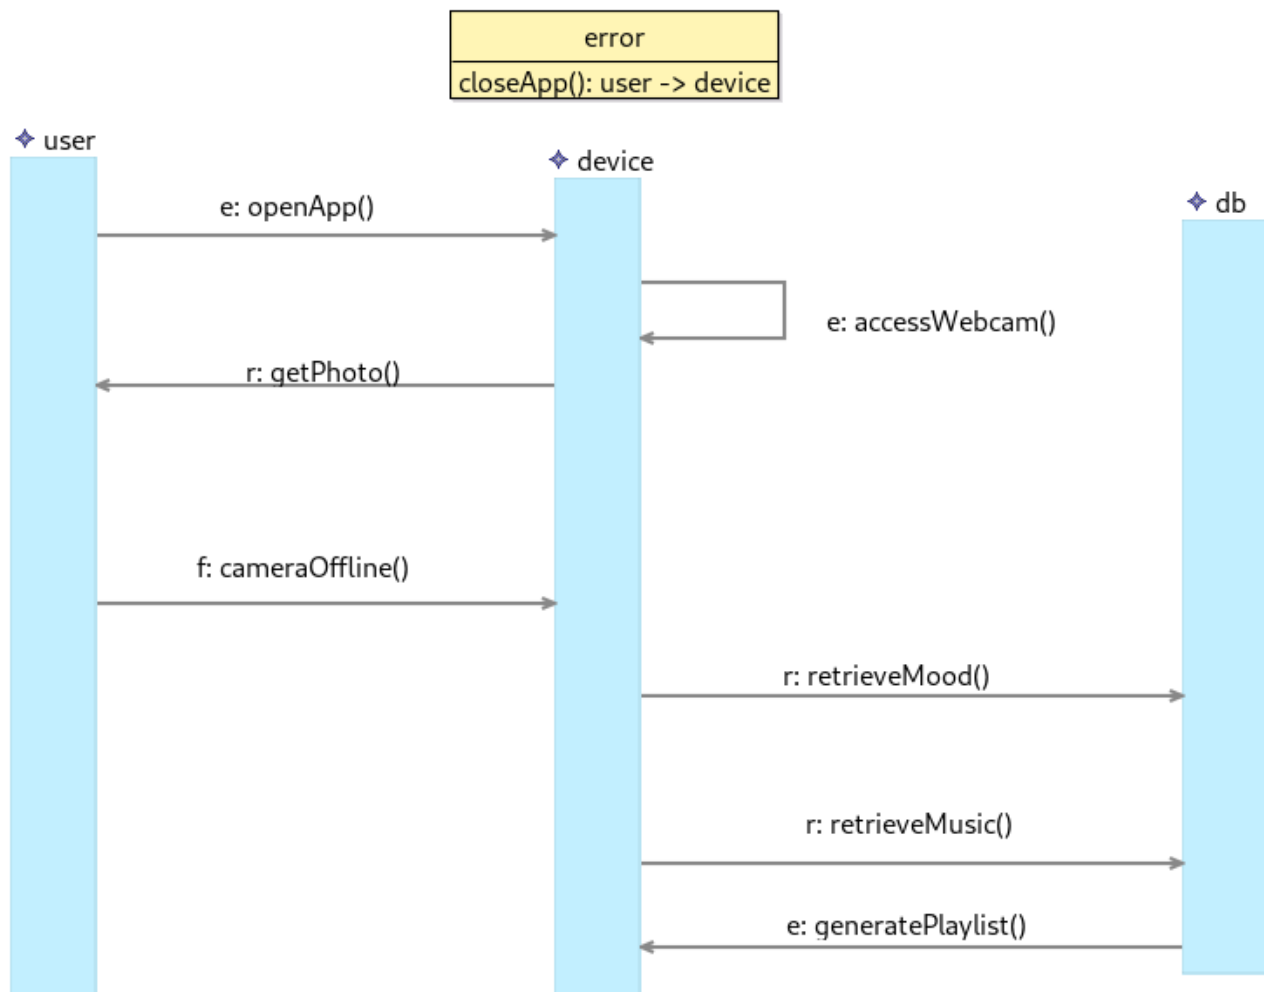 error
closeApp(): user -> device
user
device
db
e: openApp()
e: accessWebcam()
r: getPhoto()
f: cameraOffline()
r: retrieveMood()
r: retrieveMusic()
e: generatePlaylist()